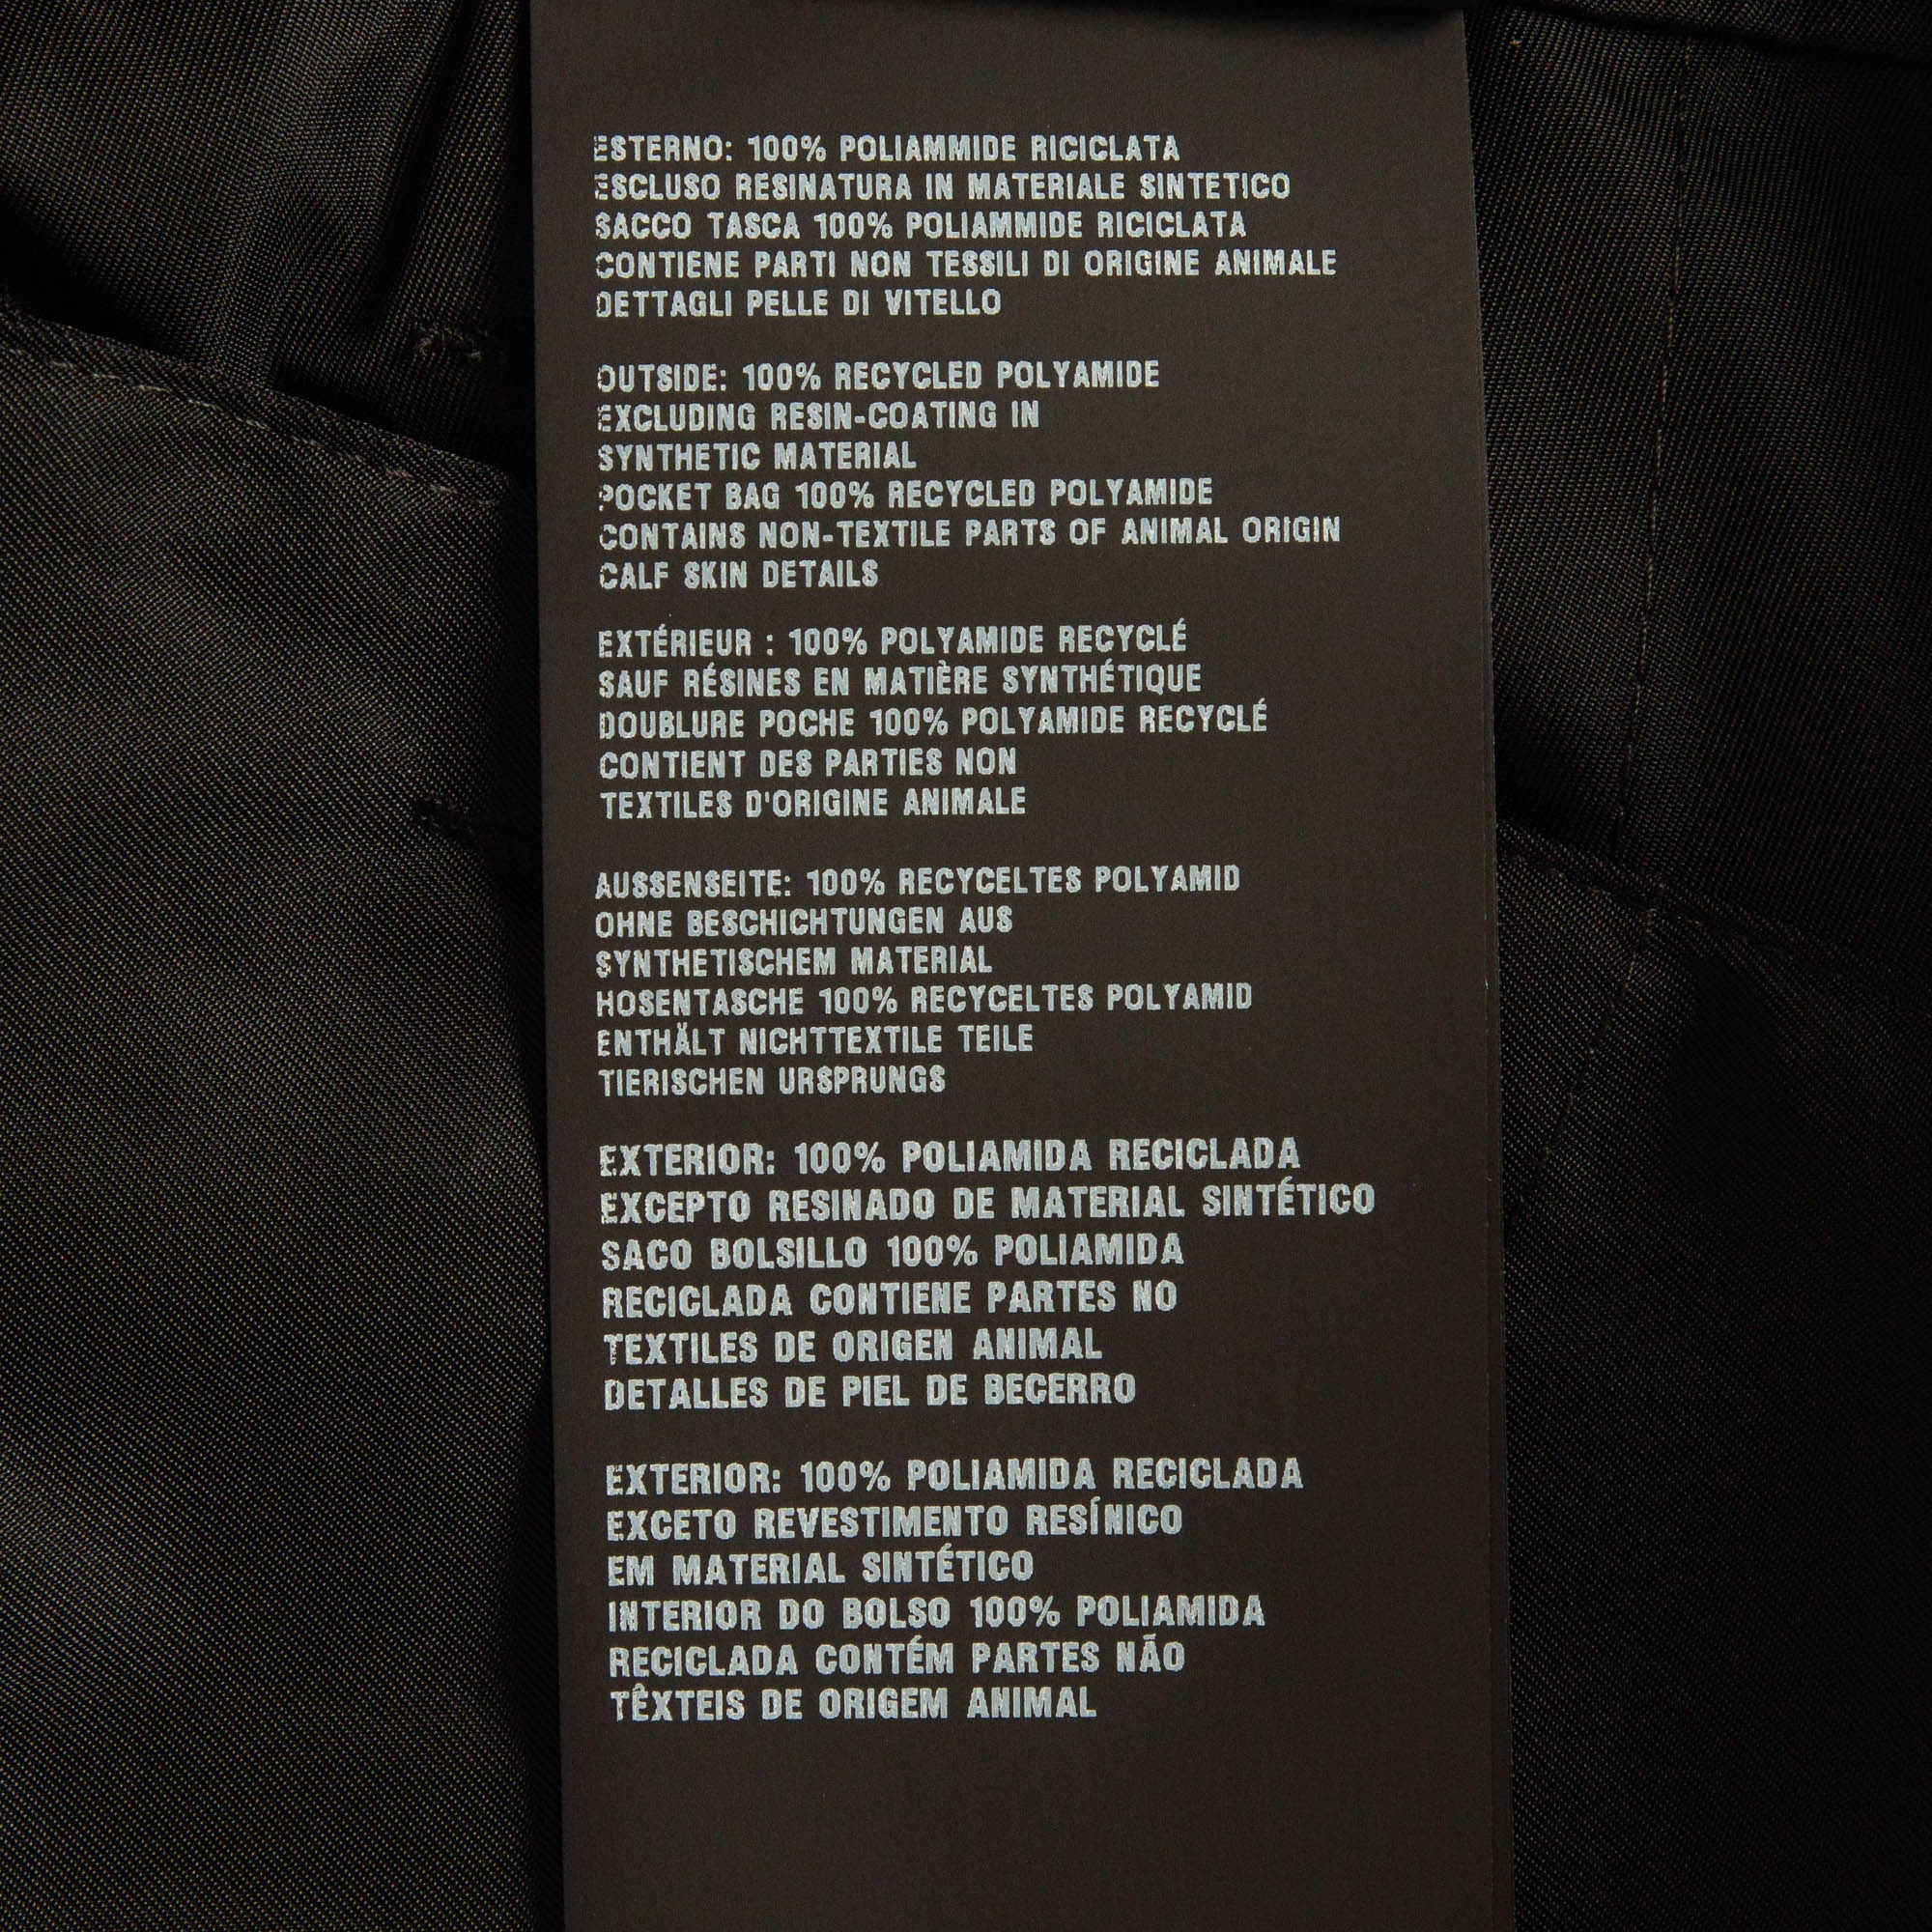 ESTERNO: 100% POLIAMMIDE RICICLATA
ESCLUSO RESINATURA IN MATERIALE SINTETICO
SACCO TASCA 100% POLIAMMIDE RICICLATA
CONTIENE PARTI NON TESSILI DI ORIGINE ANIMALE
DETTAGLI PELLE DI VITELLO
OUTSIDE: 100% RECYCLED POLYAMIDE
EXCLUDING RESIN-COATING IN
SYNTHETIC MATERIAL
POCKET BAG 100% RECYCLED POLYAMIDE
CONTAINS NON-TEXTILE PARTS OF ANIMAL ORIGIN
CALF SKIN DETAILS
EXTÉRIEUR : 100% POLYAMIDE RECYCLÉ
SAUF RÉSINES EN MATIÈRE SYNTHÉTIQUE
DOUBLURE POCHE 100% POLYAMIDE RECYCLÉ
CONTIENT DES PARTIES NON
TEXTILES D'ORIGINE ANIMALE
AUSSENSEITE: 100% RECYCELTES POLYAMID
OHNE BESCHICHTUNGEN AUS
SYNTHETISCHEM MATERIAL
HOSENTASCHE 100% RECYCELTES POLYAMID
ENTHÄLT NICHTTEXTILE TEILE
TIERISCHEN URSPRUNGS
EXTERIOR: 100% POLIAMIDA RECICLADA
EXCEPTO RESINADO DE MATERIAL SINTÉTICO
SACO BOLSILLO 100% POLIAMIDA
RECICLADA CONTIENE PARTES NO
TEXTILES DE ORIGEN ANIMAL
DETALLES DE PIEL DE BECERRO
EXTERIOR: 100% POLIAMIDA RECICLADA
EXCETO REVESTIMENTO RESÍNICO
EM MATERIAL SINTÉTICO
INTERIOR DO BOLSO 100% POLIAMIDA
RECICLADA CONTÉM PARTES NÃO
TÊXTEIS DE ORIGEM ANIMAL